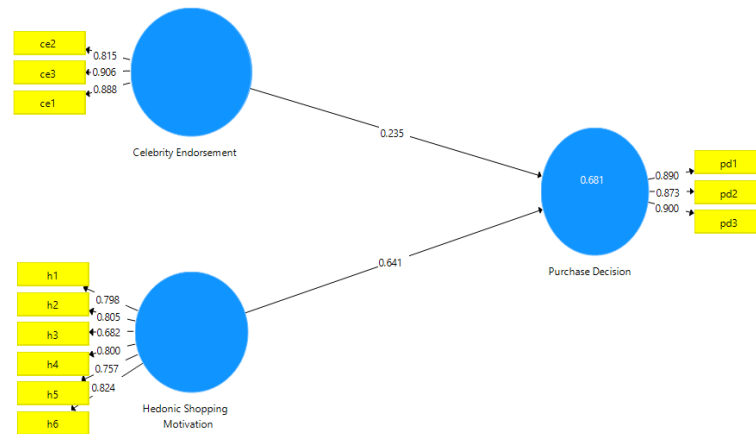 ce2
0.815
ce3
0.906
ce1
0.888
Celebrity Endorsement
0.235
0.681
pd1
0.890
pd2
0.873
pd3
0.900
Purchase Decision
0.641
h1
0.798
h2
0.805
h3
0.682
h4
0.800
h5
0.757
h6
0.824
Hedonic Shopping
Motivation